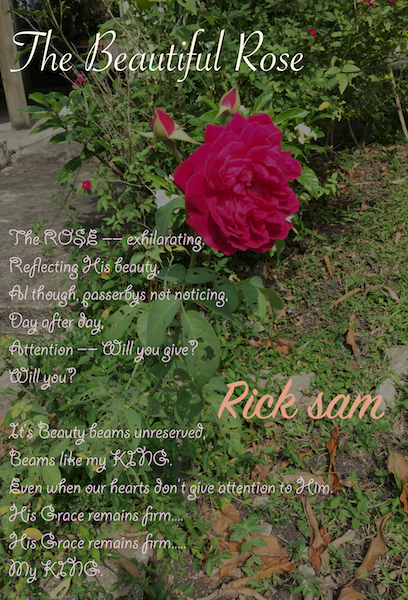 The Beautiful Rose
The ROSE -- exhilarating.
Reflecting His beauty,
Al though, passerbys not noticing,
Day after day,
Attention -- Will you give?
Will you?
Rick sam
It's Beauty beams unreserved,
Beams like my KING.
Even when our hearts don't give attention to Him.
His Grace remains firm....
His Grace remains firm.....
My KING.